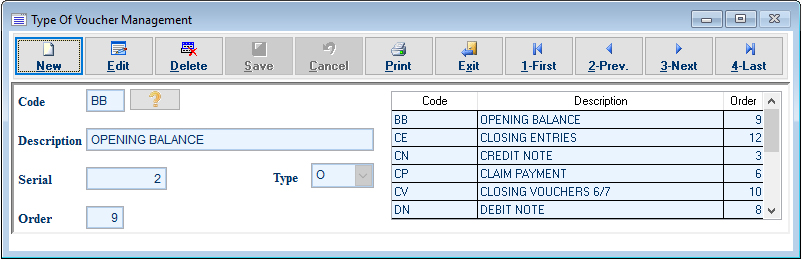 Type Of Voucher Management
New Edit Delete Save Cancel Print Exit 1-First 2-Prev. 3-Next 4-Last
Code BB ?
Description OPENING BALANCE
Serial 2 Type O
Order 9
Code Description Order
BB OPENING BALANCE 9
CE CLOSING ENTRIES 12
CN CREDIT NOTE 3
CP CLAIM PAYMENT 6
CV CLOSING VOUCHERS 6/7 10
DN DEBIT NOTE 8